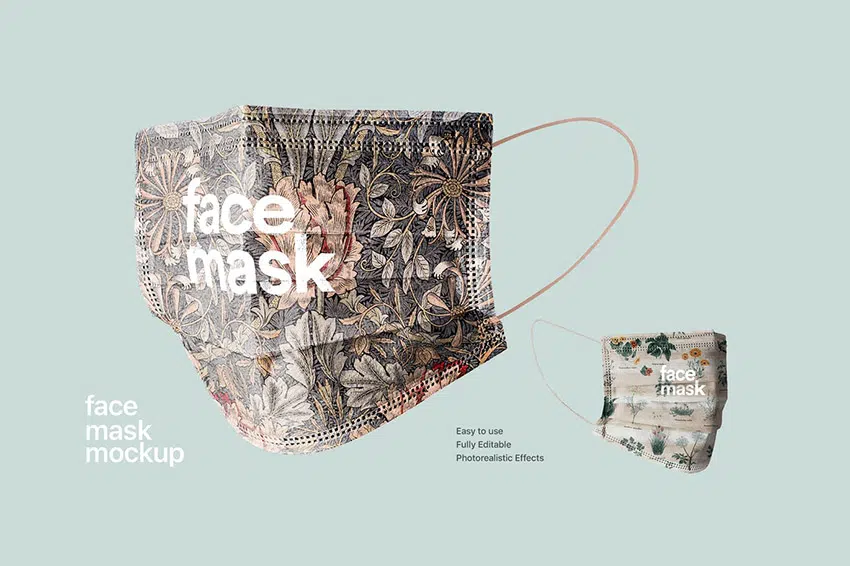 face
mask
face
mask
face
mask
mockup
Easy to use
Fully Editable
Photorealistic Effects